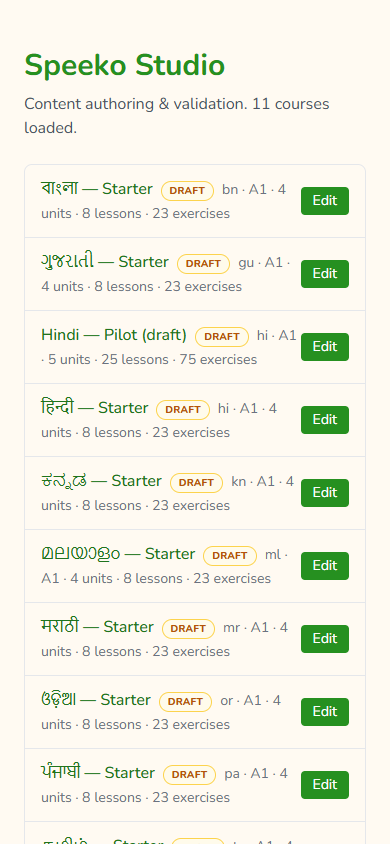 Speeko Studio
Content authoring & validation. 11 courses
loaded.
বাংলা — Starter DRAFT bn · A1 · 4
units · 8 lessons · 23 exercises
Edit
ગુજરાતી — Starter DRAFT gu · A1 ·
4 units · 8 lessons · 23 exercises
Edit
Hindi — Pilot (draft) DRAFT hi · A1
· 5 units · 25 lessons · 75 exercises
Edit
हिन्दी — Starter DRAFT hi · A1 · 4
units · 8 lessons · 23 exercises
Edit
ಕನ್ನಡ — Starter DRAFT kn · A1 · 4
units · 8 lessons · 23 exercises
Edit
മലയാളം — Starter DRAFT ml ·
A1 · 4 units · 8 lessons · 23 exercises
Edit
मराठी — Starter DRAFT mr · A1 · 4
units · 8 lessons · 23 exercises
Edit
ଓଡ଼ିଆ — Starter DRAFT or · A1 · 4
units · 8 lessons · 23 exercises
Edit
ਪੰਜਾਬੀ — Starter DRAFT pa · A1 · 4
units · 8 lessons · 23 exercises
Edit